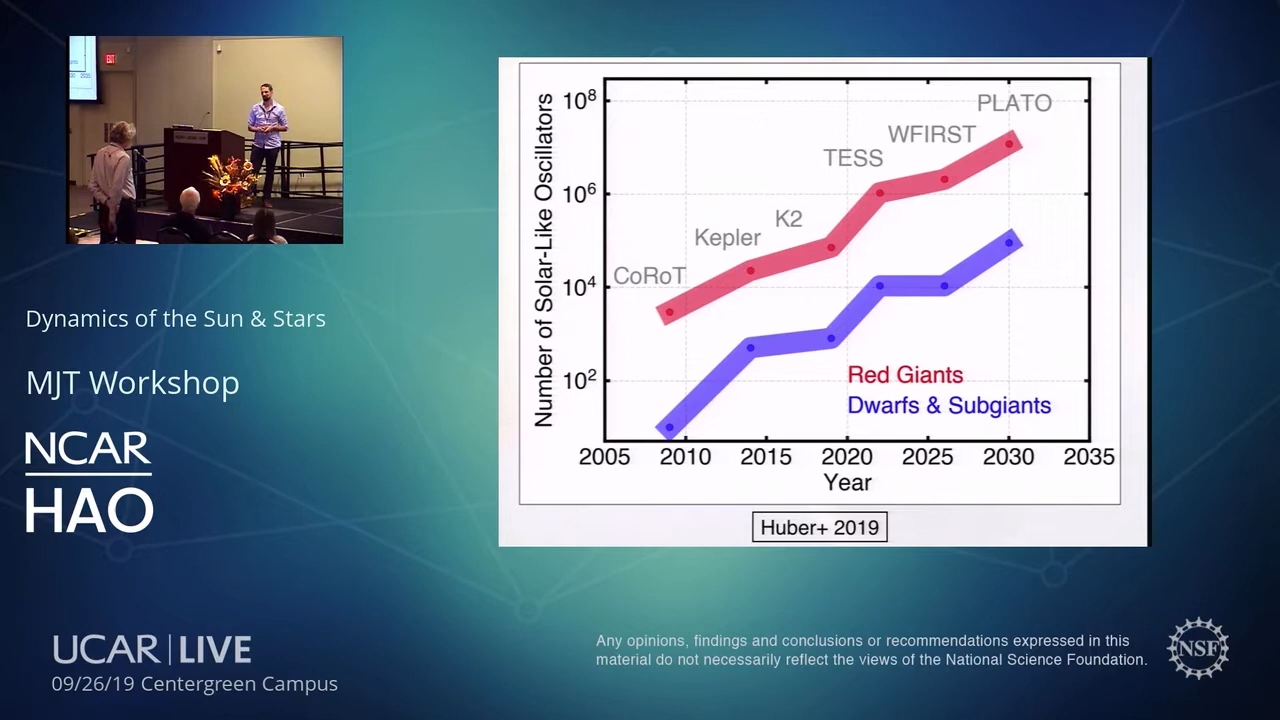 EXIT
Dynamics of the Sun & Stars
MJT Workshop
NCAR
HAO
UCAR | LIVE
09/26/19 Centergreen Campus
Number of Solar-Like Oscillators
10⁸
10⁶
10⁴
10²
CoRoT
Kepler
K2
TESS
WFIRST
PLATO
Red Giants
Dwarfs & Subgiants
2005 2010 2015 2020 2025 2030 2035
Year
Huber+ 2019
Any opinions, findings and conclusions or recommendations expressed in this
material do not necessarily reflect the views of the National Science Foundation.
NSF